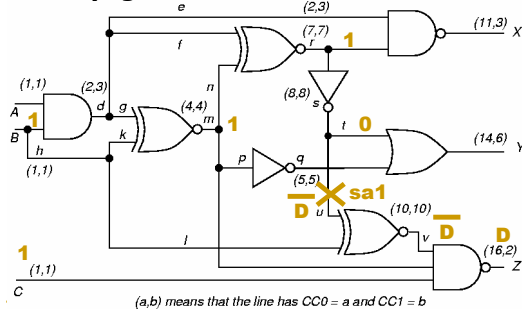 e (2,3)
(11,3)
X
f (7,7)
r 1
n
(1,1) (2,3)
A d g (4,4) (8,8)
s
B 1 m 1
k
t 0 (14,6)
Y
h
(1,1)
p q
(5,5) sa1
D
u (10,10)
D D
v (16,2)
1 l Z
(1,1)
C
(a,b) means that the line has CC0 = a and CC1 = b